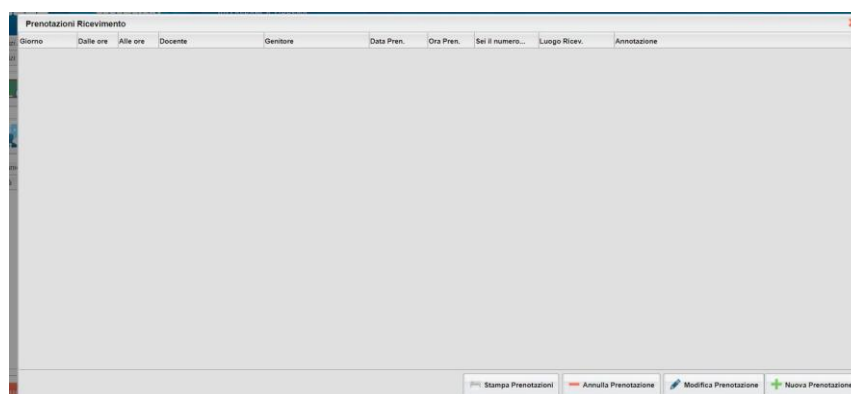 Prenotazioni Ricevimento
Giorno Dalle ore Alle ore Docente Genitore Data Pren. Ora Pren. Sei il numero... Luogo Ricev. Annotazione
Stampa Prenotazioni Annulla Prenotazione Modifica Prenotazione Nuova Prenotazione